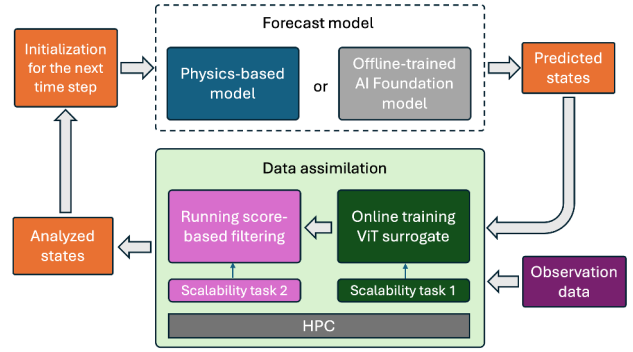 Forecast model
Initialization
for the next
time step
Physics-based
model
or
Offline-trained
AI Foundation
model
Predicted
states
Data assimilation
Running score-
based filtering
Online training
ViT surrogate
Analyzed
states
Scalability task 2
Scalability task 1
Observation
data
HPC